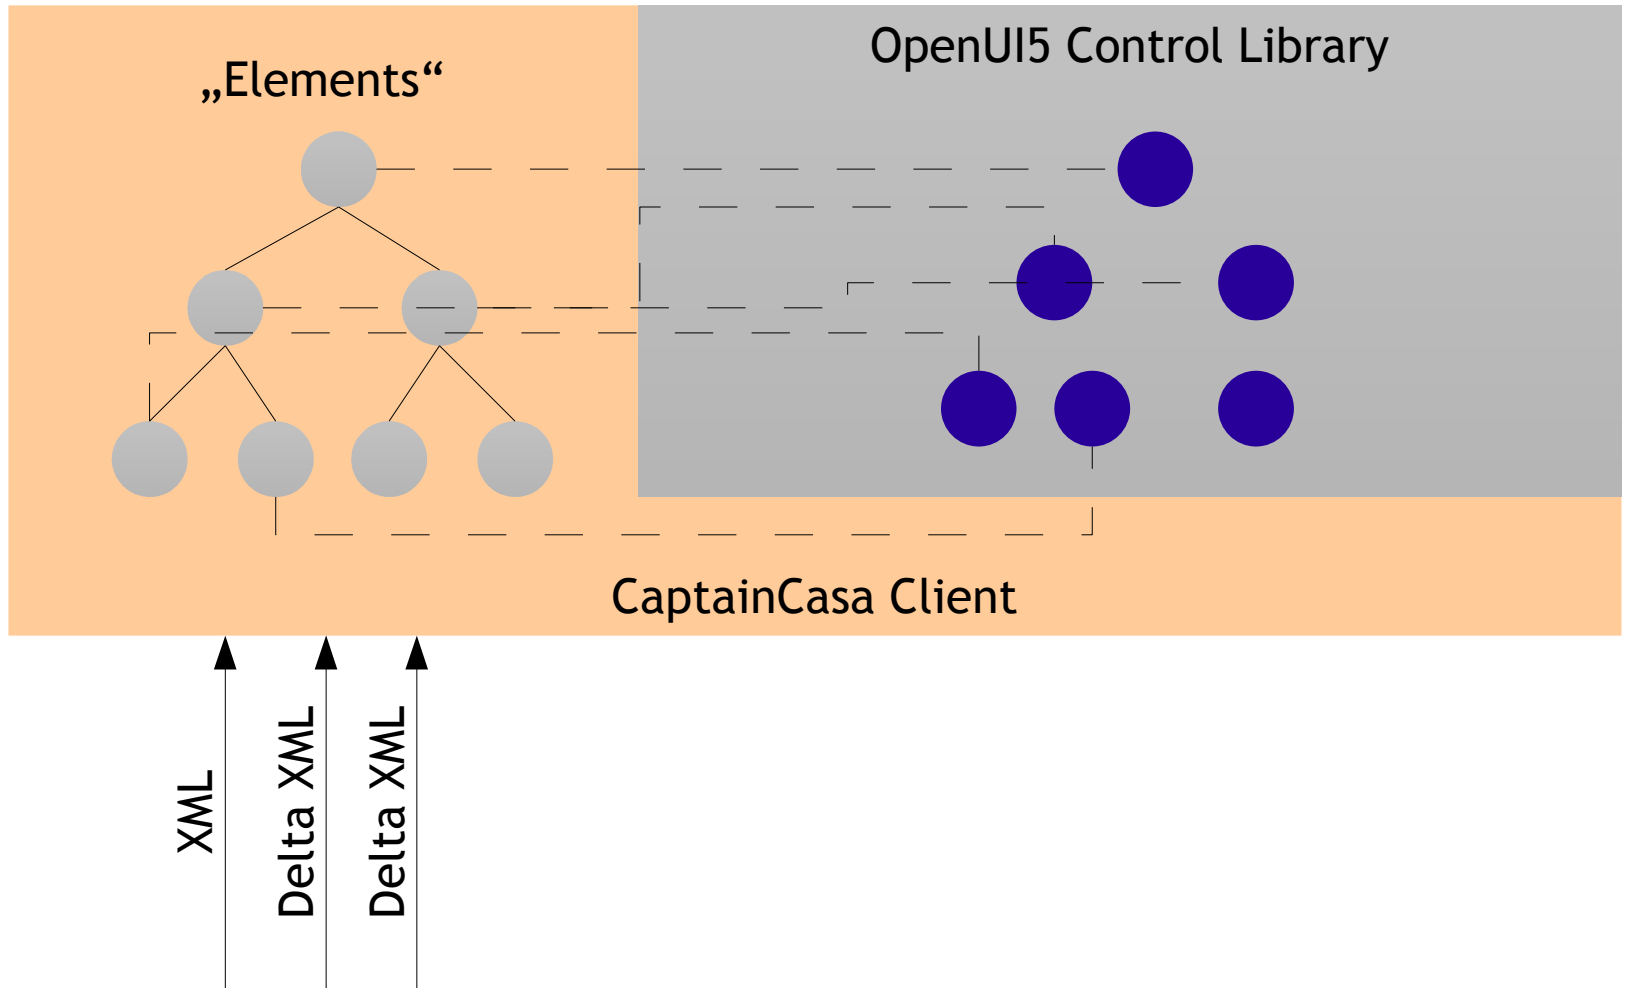 „Elements“
OpenUI5 Control Library
CaptainCasa Client
XML
Delta XML
Delta XML